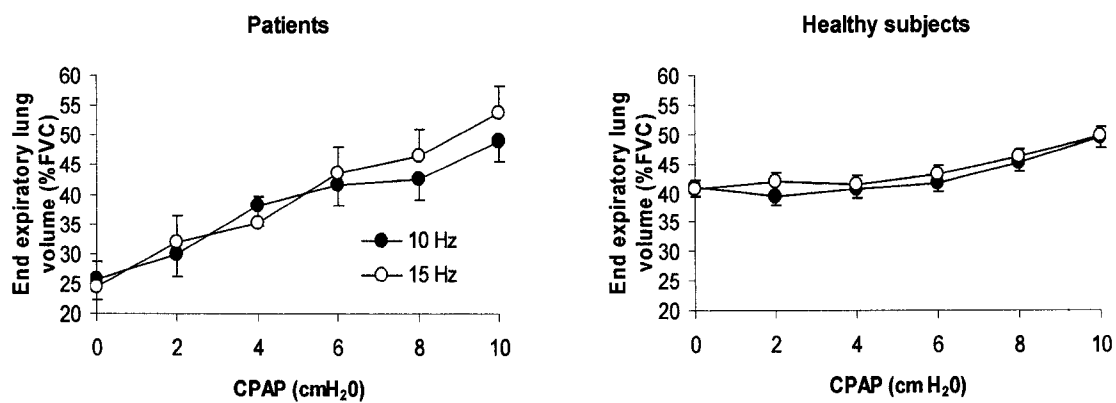 Patients
End expiratory lung
volume (%FVC)
60
55
50
45
40
35
30
25
20
10 Hz
15 Hz
0 2 4 6 8 10
CPAP (cmH₂0)
Healthy subjects
End expiratory lung
volume (%FVC)
60
55
50
45
40
35
30
25
20
0 2 4 6 8 10
CPAP (cm H₂0)